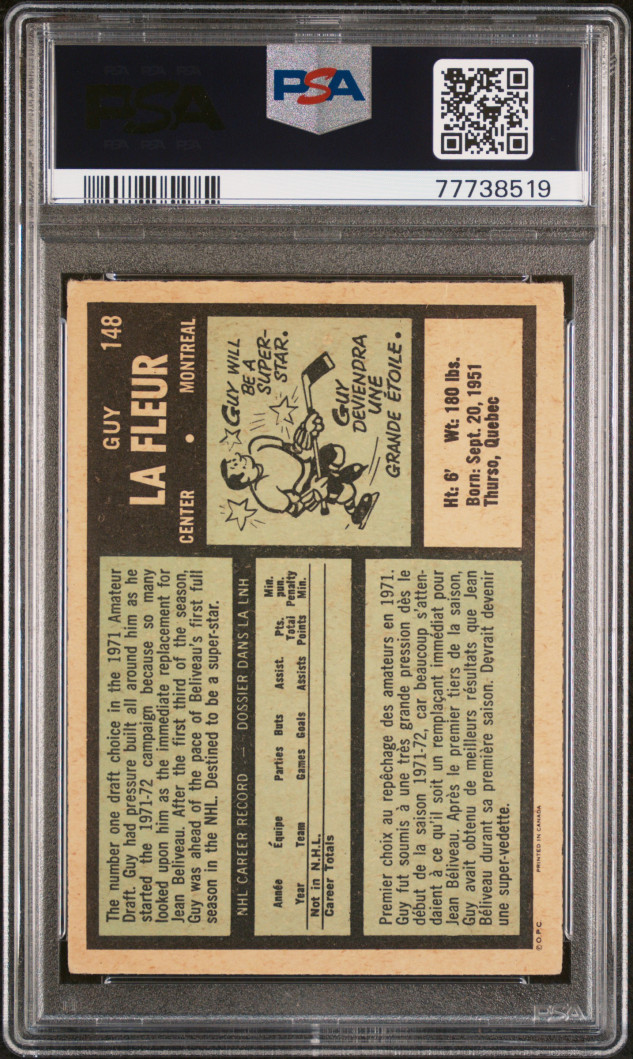 PSA
PSA PSA PSA
PSA
PSA PSA PSA
77738519
148
GUY
LA FLEUR
CENTER • MONTREAL
GUY WILL
BE A
SUPER-
STAR.
GUY
DEVIENDRA
UNE
GRANDE ÉTOILE.
Ht: 6' Wt: 180 lbs.
Born: Sept. 20, 1951
Thurso, Quebec
The number one draft choice in the 1971 Amateur
Draft. Guy had pressure built all around him as he
started the 1971-72 campaign because so many
looked upon him as the immediate replacement for
Jean Beliveau. After the first third of the season,
Guy was ahead of the pace of Beliveau's first full
season in the NHL. Destined to be a super-star.
NHL CAREER RECORD — DOSSIER DANS LA LNH
Année Équipe Parties Buts Assist. Pts. Min. pun.
Year Team Games Goals Assists Total Points Penalty Min.
Not in N.H.L.
Career Totals
Premier choix au repêchage des amateurs en 1971.
Guy fut soumis à une très grande pression dès le
début de la saison 1971-72, car beaucoup s'atten-
daient à ce qu'il soit un remplaçant immédiat pour
Jean Béliveau. Après le premier tiers de la saison,
Guy avait obtenu de meilleurs résultats que Jean
Béliveau durant sa première saison. Devrait devenir
une super-vedette.
© O.P.C. PRINTED IN CANADA
PSA